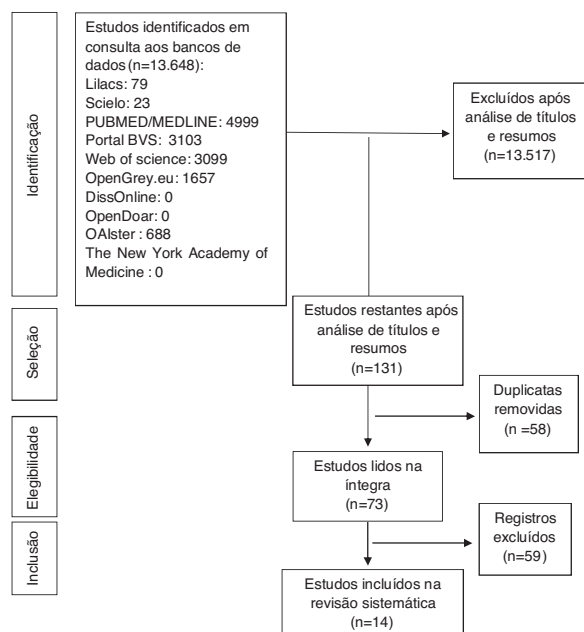 Identificação
Estudos identificados em
consulta aos bancos de
dados (n=13.648):
Lilacs: 79
Scielo: 23
PUBMED/MEDLINE: 4999
Portal BVS: 3103
Web of science: 3099
OpenGrey.eu: 1657
DissOnline: 0
OpenDoar: 0
OAIster : 688
The New York Academy of
Medicine : 0
Excluídos após
análise de títulos
e resumos
(n=13.517)
Seleção
Estudos restantes após
análise de títulos e
resumos
(n=131)
Duplicatas
removidas
(n =58)
Elegibilidade
Estudos lidos na
íntegra
(n=73)
Registros
excluídos
(n=59)
Inclusão
Estudos incluídos na
revisão sistemática
(n=14)